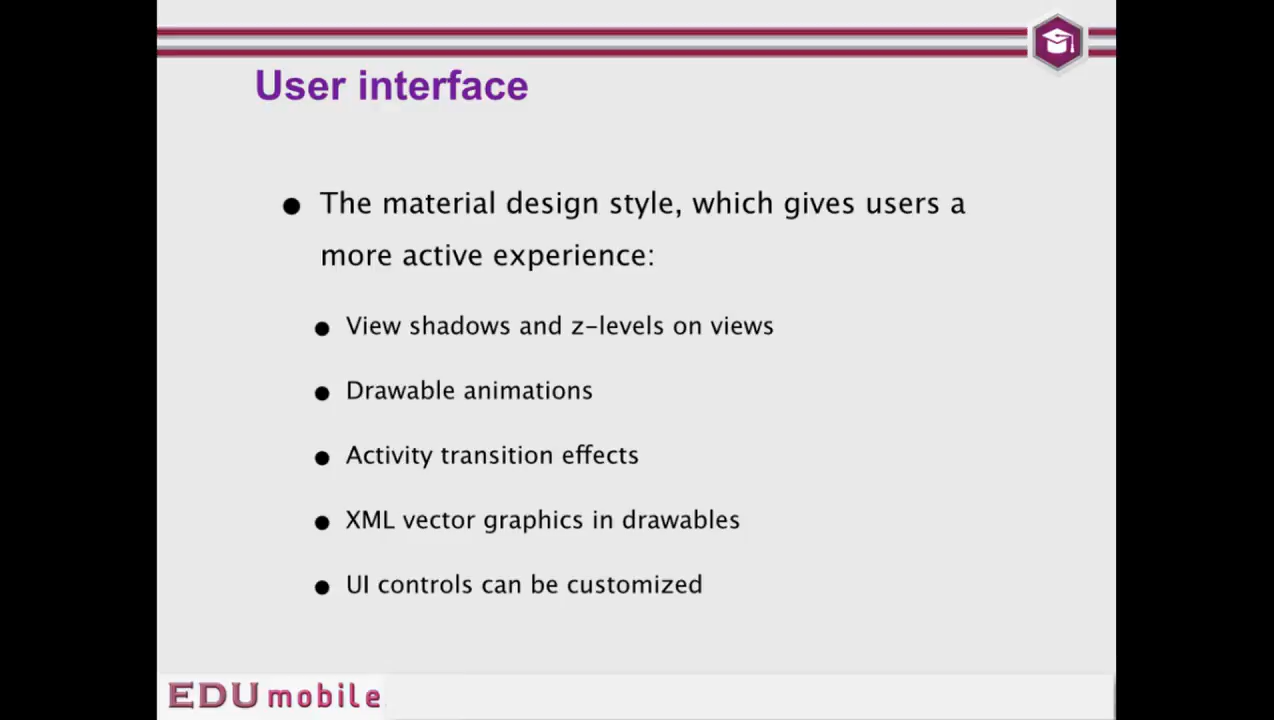 User interface
● The material design style, which gives users a
more active experience:
● View shadows and z-levels on views
● Drawable animations
● Activity transition effects
● XML vector graphics in drawables
● UI controls can be customized
EDU mobile